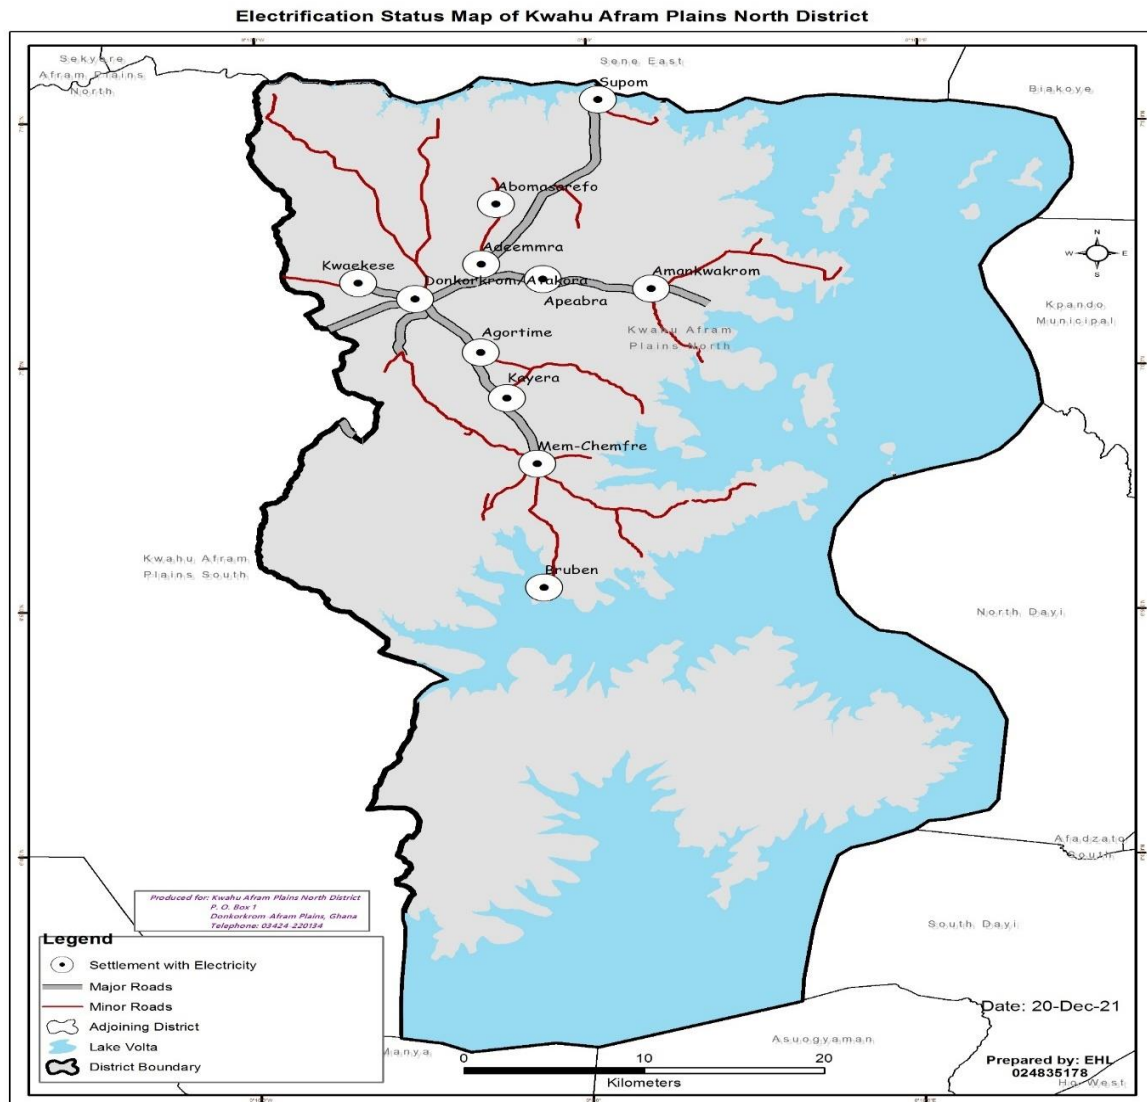 Electrification Status Map of Kwahu Afram Plains North District
Sekyere
Afram Plains
North
Sene East
Biakoye
Supom
Abomasarefo
Adeemmra
Kwaekese
Donkorkrom/Atakora
Amankwakrom
Apeabra
N
W
E
S
Kpando
Municipal
Agortime
Kwahu Afram
Plains North
Kayera
Mem-Chemfre
Kwahu Afram
Plains South
Bruben
North Dayi
Afadzato
South
South Dayi
Produced for: Kwahu Afram Plains North District
P. O. Box 1
Donkorkrom-Afram Plains, Ghana
Telephone: 03424-220134
Legend
Settlement with Electricity
Major Roads
Minor Roads
Adjoining District
Lake Volta
District Boundary
Manya
Date: 20-Dec-21
Asuogyaman
0
10
20
Kilometers
Prepared by: EHL
024835178
Ho West